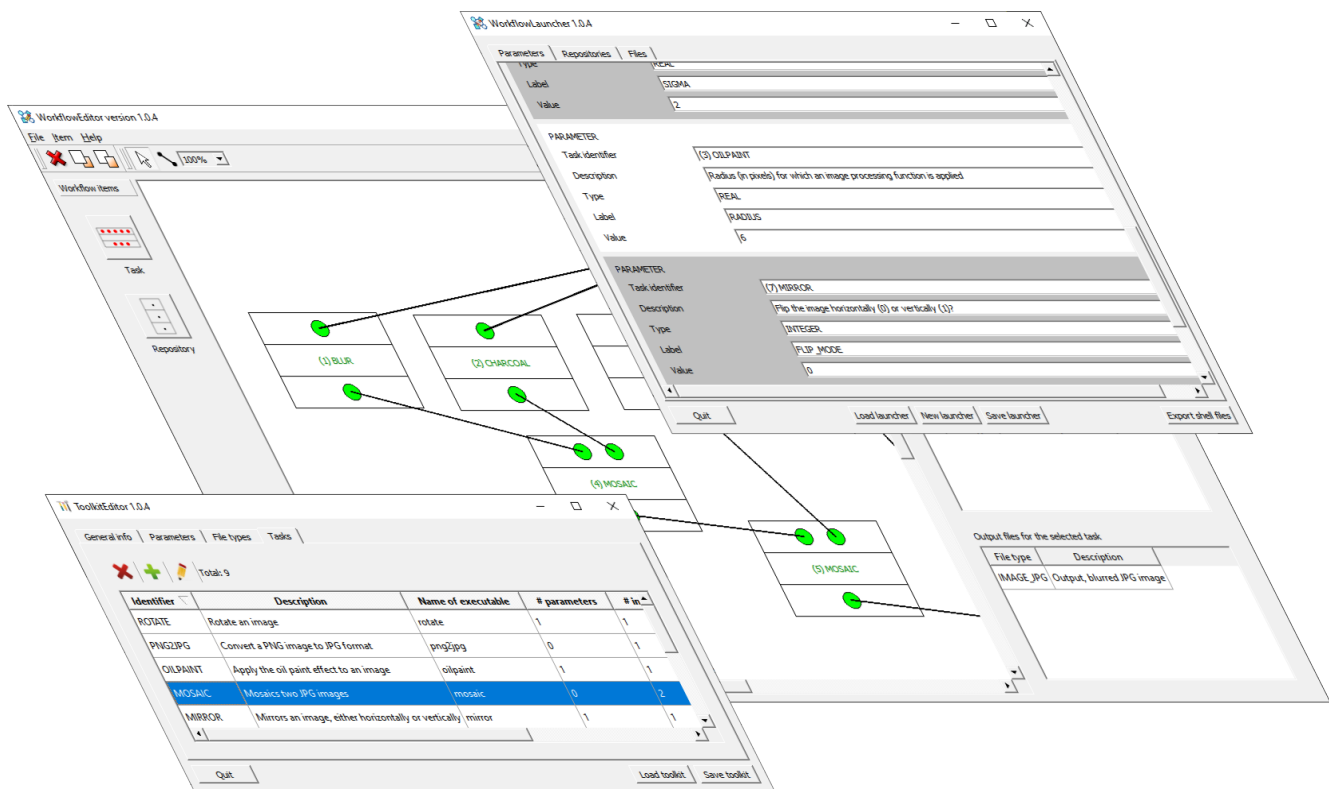 WorkflowLauncher 1.0.4
Parameters Repositories Files
Type REAL
Label SIGMA
Value 2
PARAMETER
Task identifier (3) OILPAINT
Description Radius (in pixels) for which an image processing function is applied
Type REAL
Label RADIUS
Value 6
PARAMETER
Task identifier (7) MIRROR
Description Flip the image horizontally (0) or vertically (1)?
Type INTEGER
Label FLIP_MODE
Value 0
Quit Load launcher New launcher Save launcher Export shell files
WorkflowEditor version 1.0.4
File Item Help
100%
Workflow items
Task
Repository
(1) BLUR
(2) CHARCOAL
(4) MOSAIC
(5) MOSAIC
Output files for the selected task
File type Description
IMAGE_JPG Output, blurred JPG image
ToolkitEditor 1.0.4
General info Parameters File types Tasks
Total: 9
Identifier Description Name of executable # parameters # in
ROTATE Rotate an image rotate 1 1
PNG2JPG Convert a PNG image to JPG format png2jpg 0 1
OILPAINT Apply the oil paint effect to an image oilpaint 1 1
MOSAIC Mosaics two JPG images mosaic 0 2
MIRROR Mirrors an image, either horizontally or vertically mirror 1 1
Quit Load toolkit Save toolkit